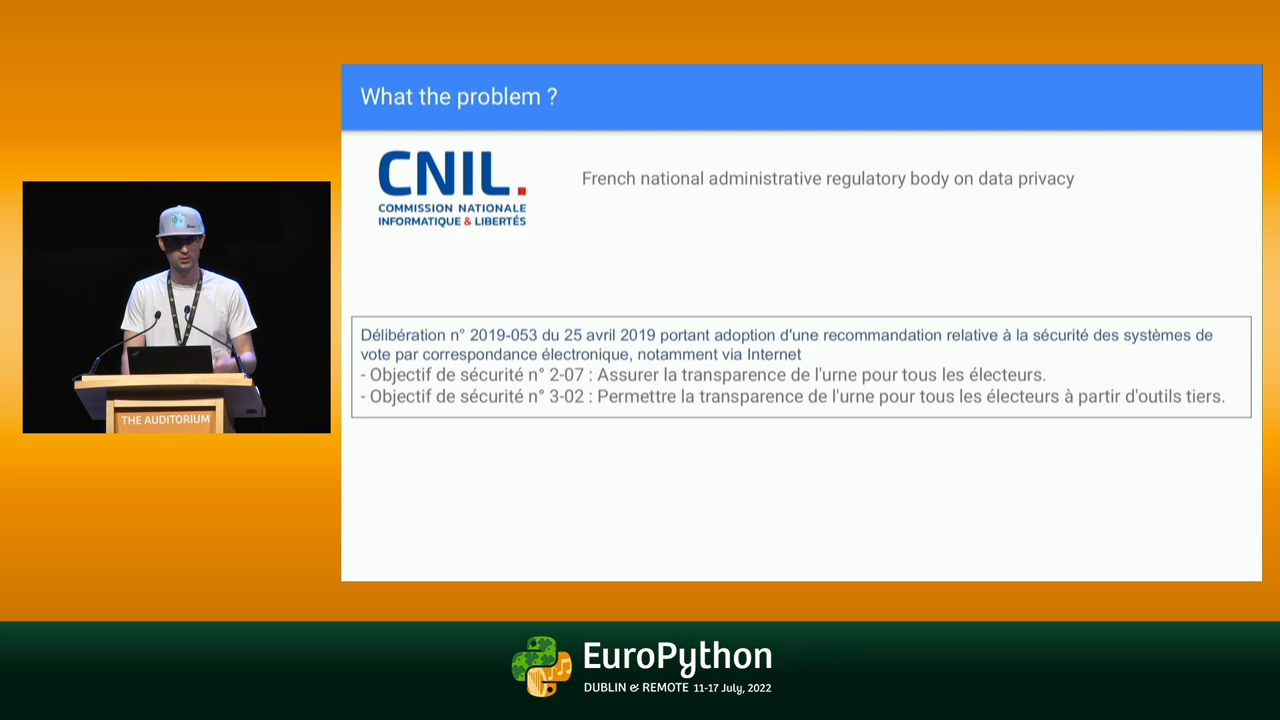 What the problem ?
CNIL.
COMMISSION NATIONALE
INFORMATIQUE & LIBERTÉS
French national administrative regulatory body on data privacy
Délibération n° 2019-053 du 25 avril 2019 portant adoption d'une recommandation relative à la sécurité des systèmes de
vote par correspondance électronique, notamment via Internet
- Objectif de sécurité n° 2-07 : Assurer la transparence de l'urne pour tous les électeurs.
- Objectif de sécurité n° 3-02 : Permettre la transparence de l'urne pour tous les électeurs à partir d'outils tiers.
THE AUDITORIUM
EuroPython
DUBLIN & REMOTE 11-17 July, 2022